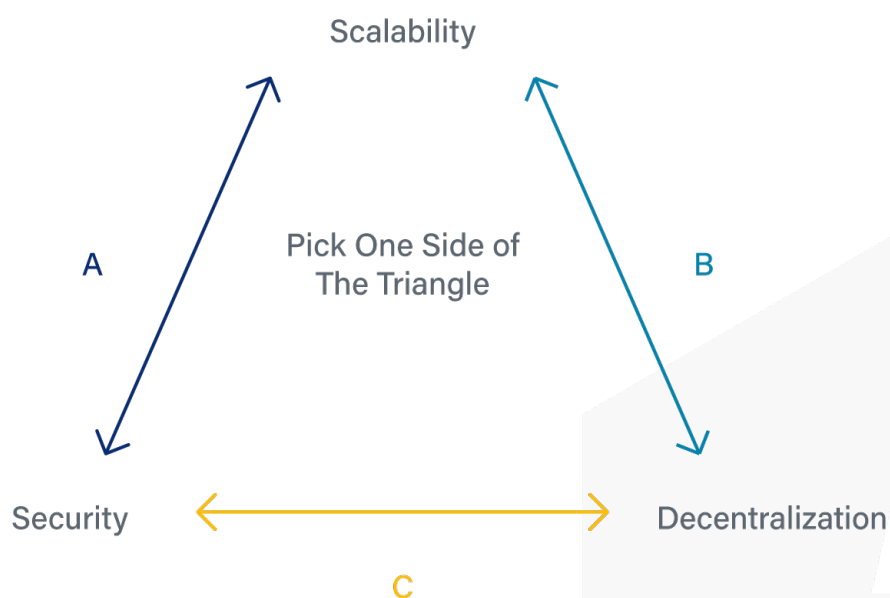 Scalability
A
Pick One Side of
The Triangle
B
Security
Decentralization
C